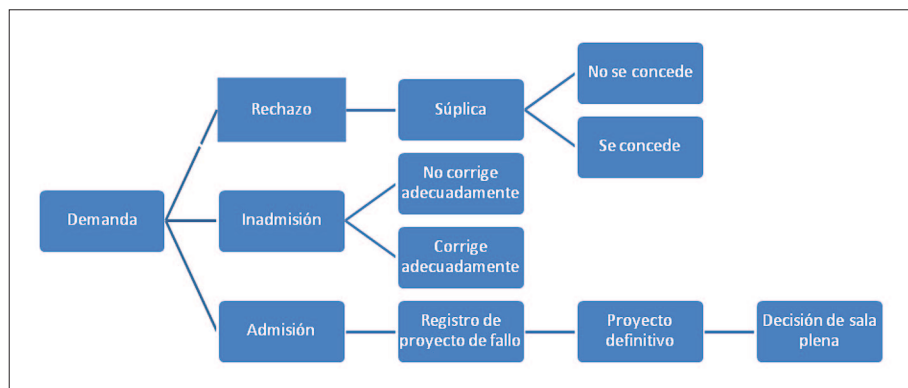 No se concede
Rechazo
Súplica
Se concede
No corrige
adecuadamente
Demanda
Inadmisión
Corrige
adecuadamente
Admisión
Registro de
proyecto de fallo
Proyecto
definitivo
Decisión de sala
plena